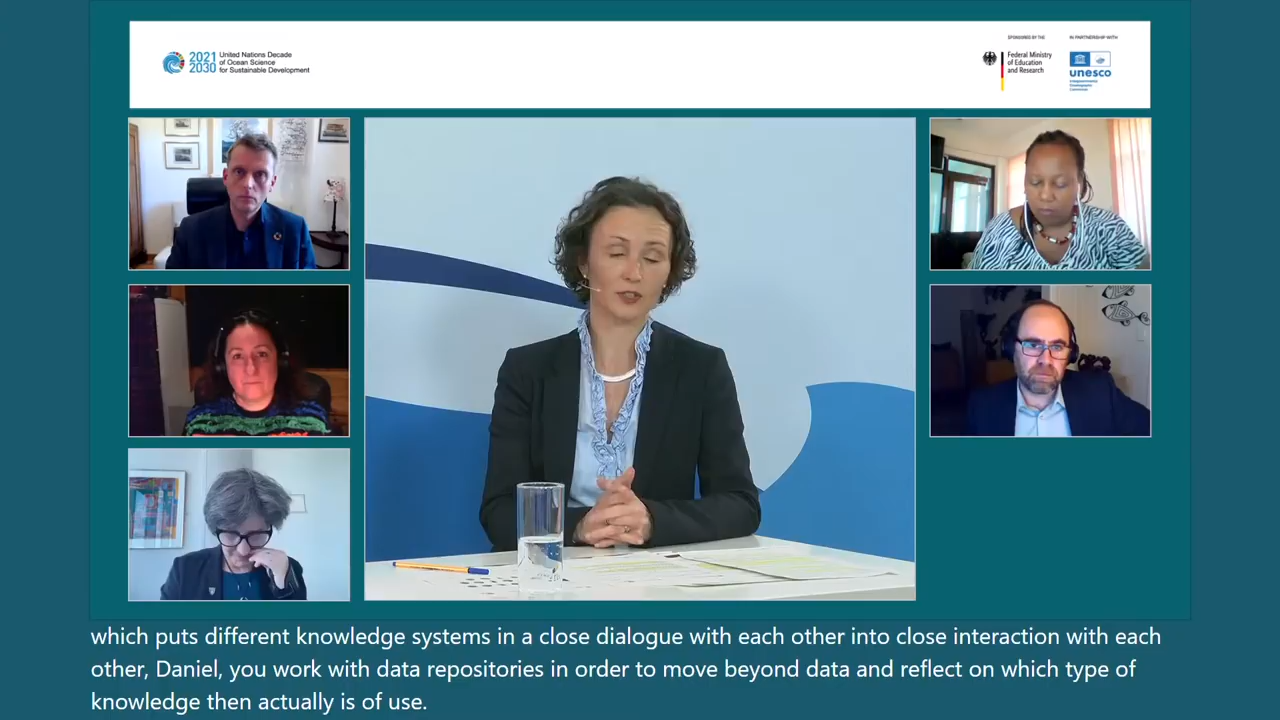 2021
2030
United Nations Decade
of Ocean Science
for Sustainable Development
SPONSORED BY THE
Federal Ministry
of Education
and Research
IN PARTNERSHIP WITH
unesco
Intergovernmental
Oceanographic
Commission
which puts different knowledge systems in a close dialogue with each other into close interaction with each
other, Daniel, you work with data repositories in order to move beyond data and reflect on which type of
knowledge then actually is of use.